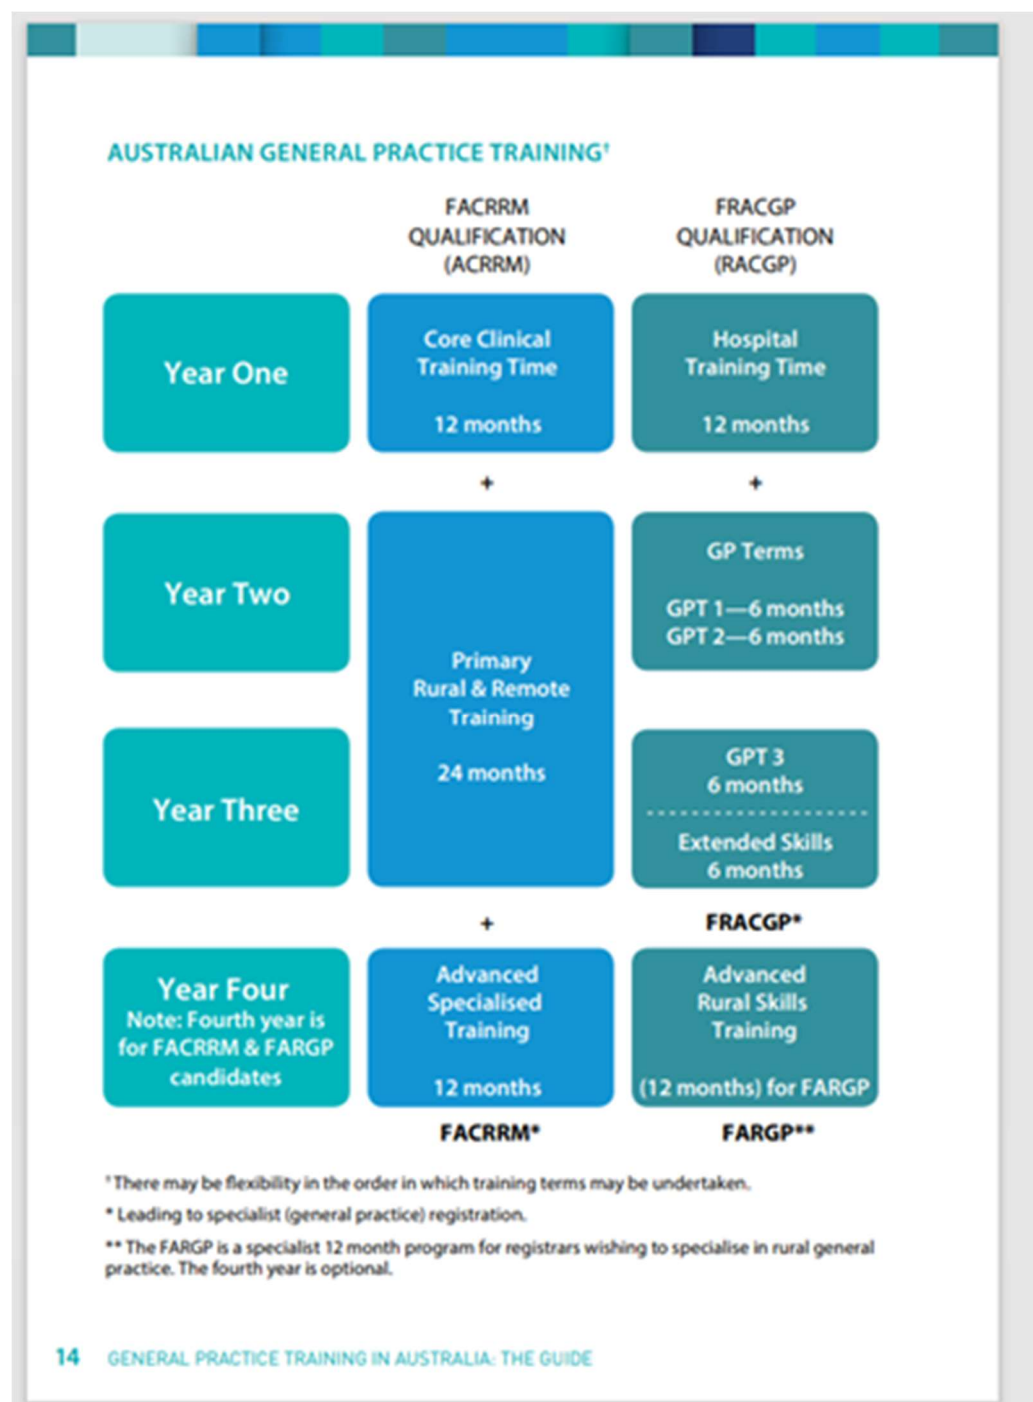 AUSTRALIAN GENERAL PRACTICE TRAINING†
FACRRM
QUALIFICATION
(ACRRM)
FRACGP
QUALIFICATION
(RACGP)
Year One
Core Clinical
Training Time
12 months
Hospital
Training Time
12 months
+
+
Year Two
Primary
Rural & Remote
Training
24 months
GP Terms
GPT 1—6 months
GPT 2—6 months
Year Three
GPT 3
6 months
Extended Skills
6 months
+
FRACGP*
Year Four
Note: Fourth year is
for FACRRM & FARGP
candidates
Advanced
Specialised
Training
12 months
Advanced
Rural Skills
Training
(12 months) for FARGP
FACRRM*
FARGP**
†There may be flexibility in the order in which training terms may be undertaken.
* Leading to specialist (general practice) registration.
** The FARGP is a specialist 12 month program for registrars wishing to specialise in rural general
practice. The fourth year is optional.
14 GENERAL PRACTICE TRAINING IN AUSTRALIA: THE GUIDE